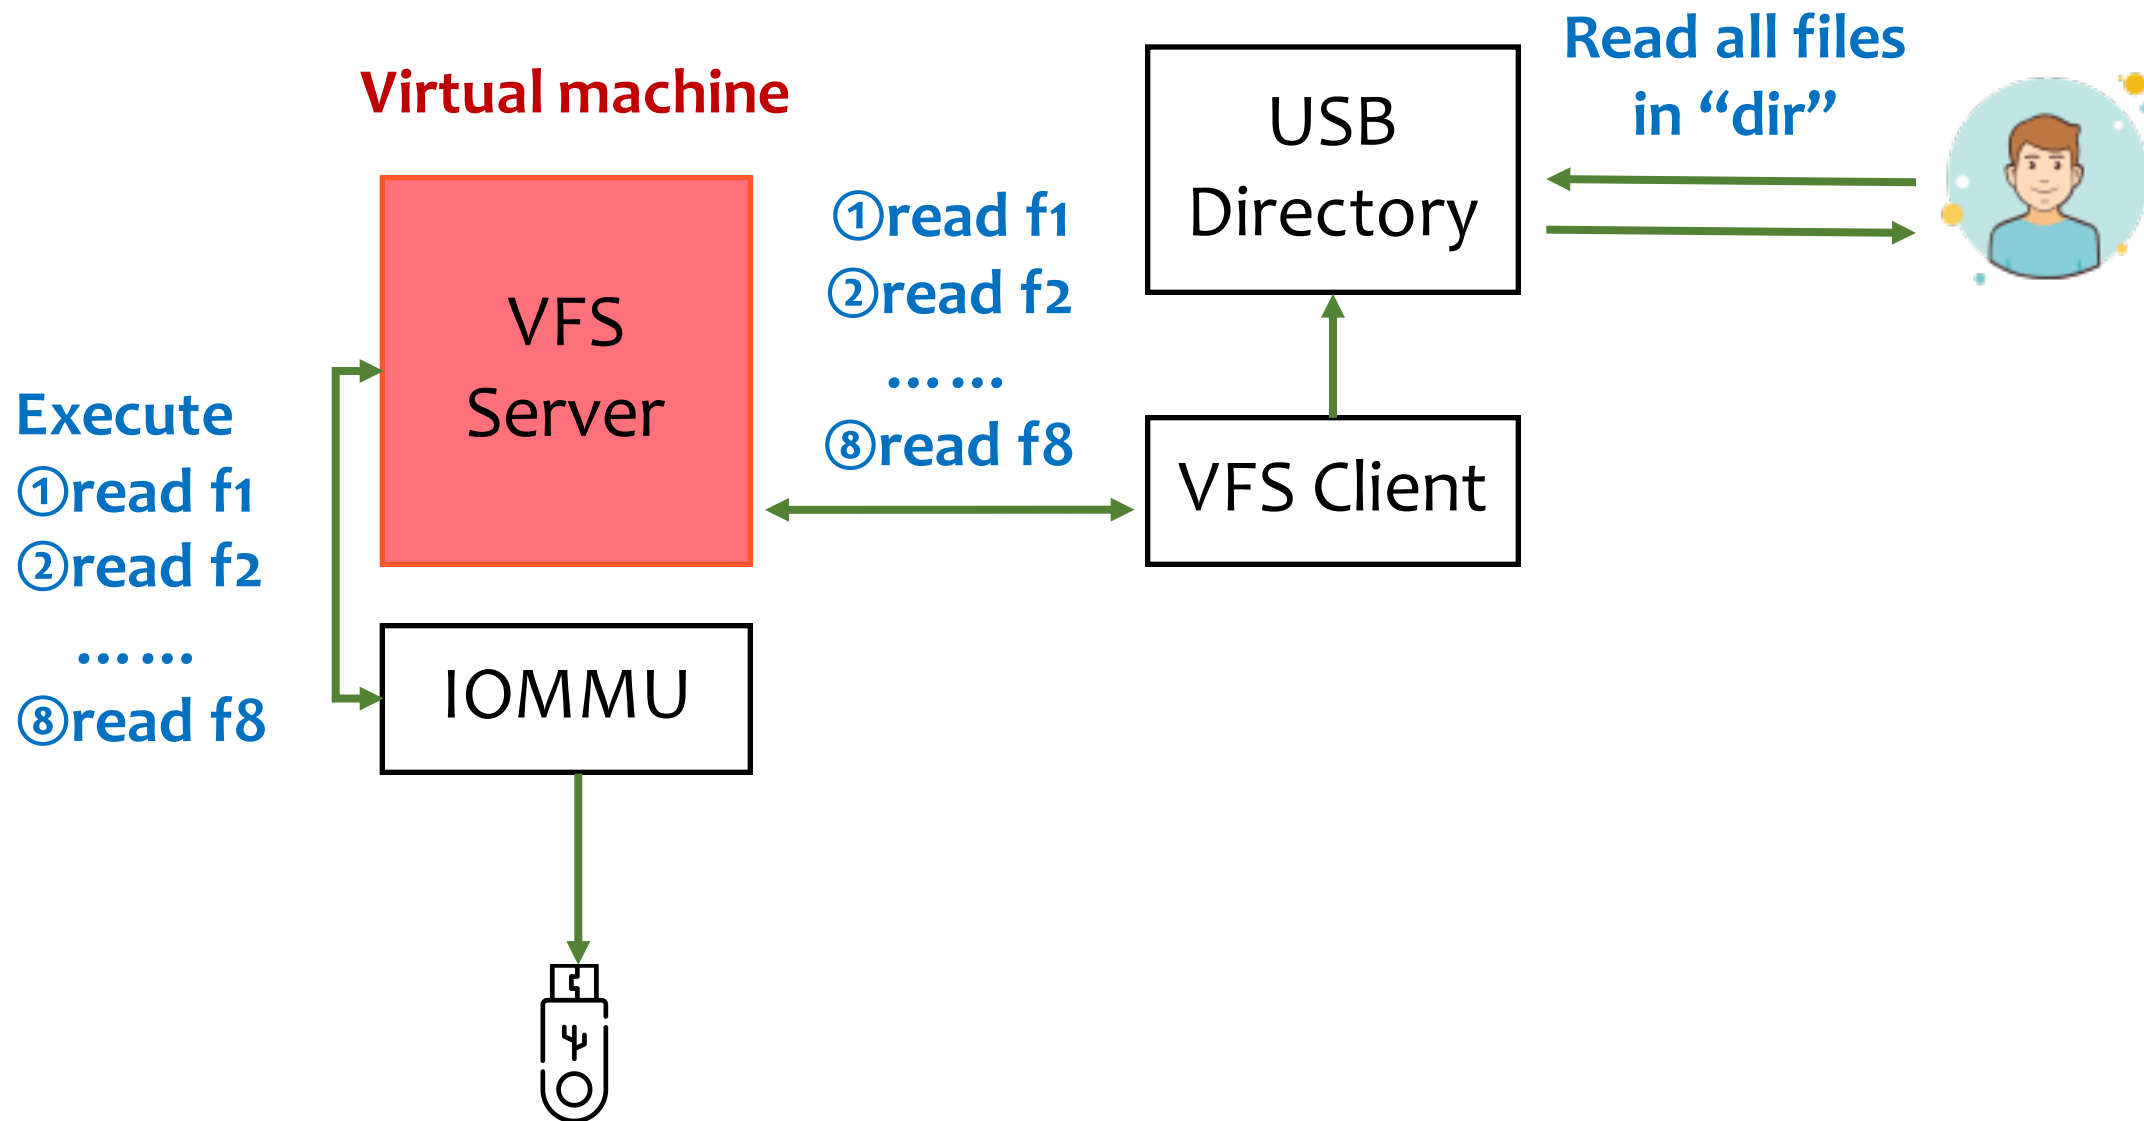 Virtual machine
VFS
Server
IOMMU
Execute
①read f1
②read f2
……
⑧read f8
①read f1
②read f2
……
⑧read f8
USB
Directory
VFS Client
Read all files
in “dir”